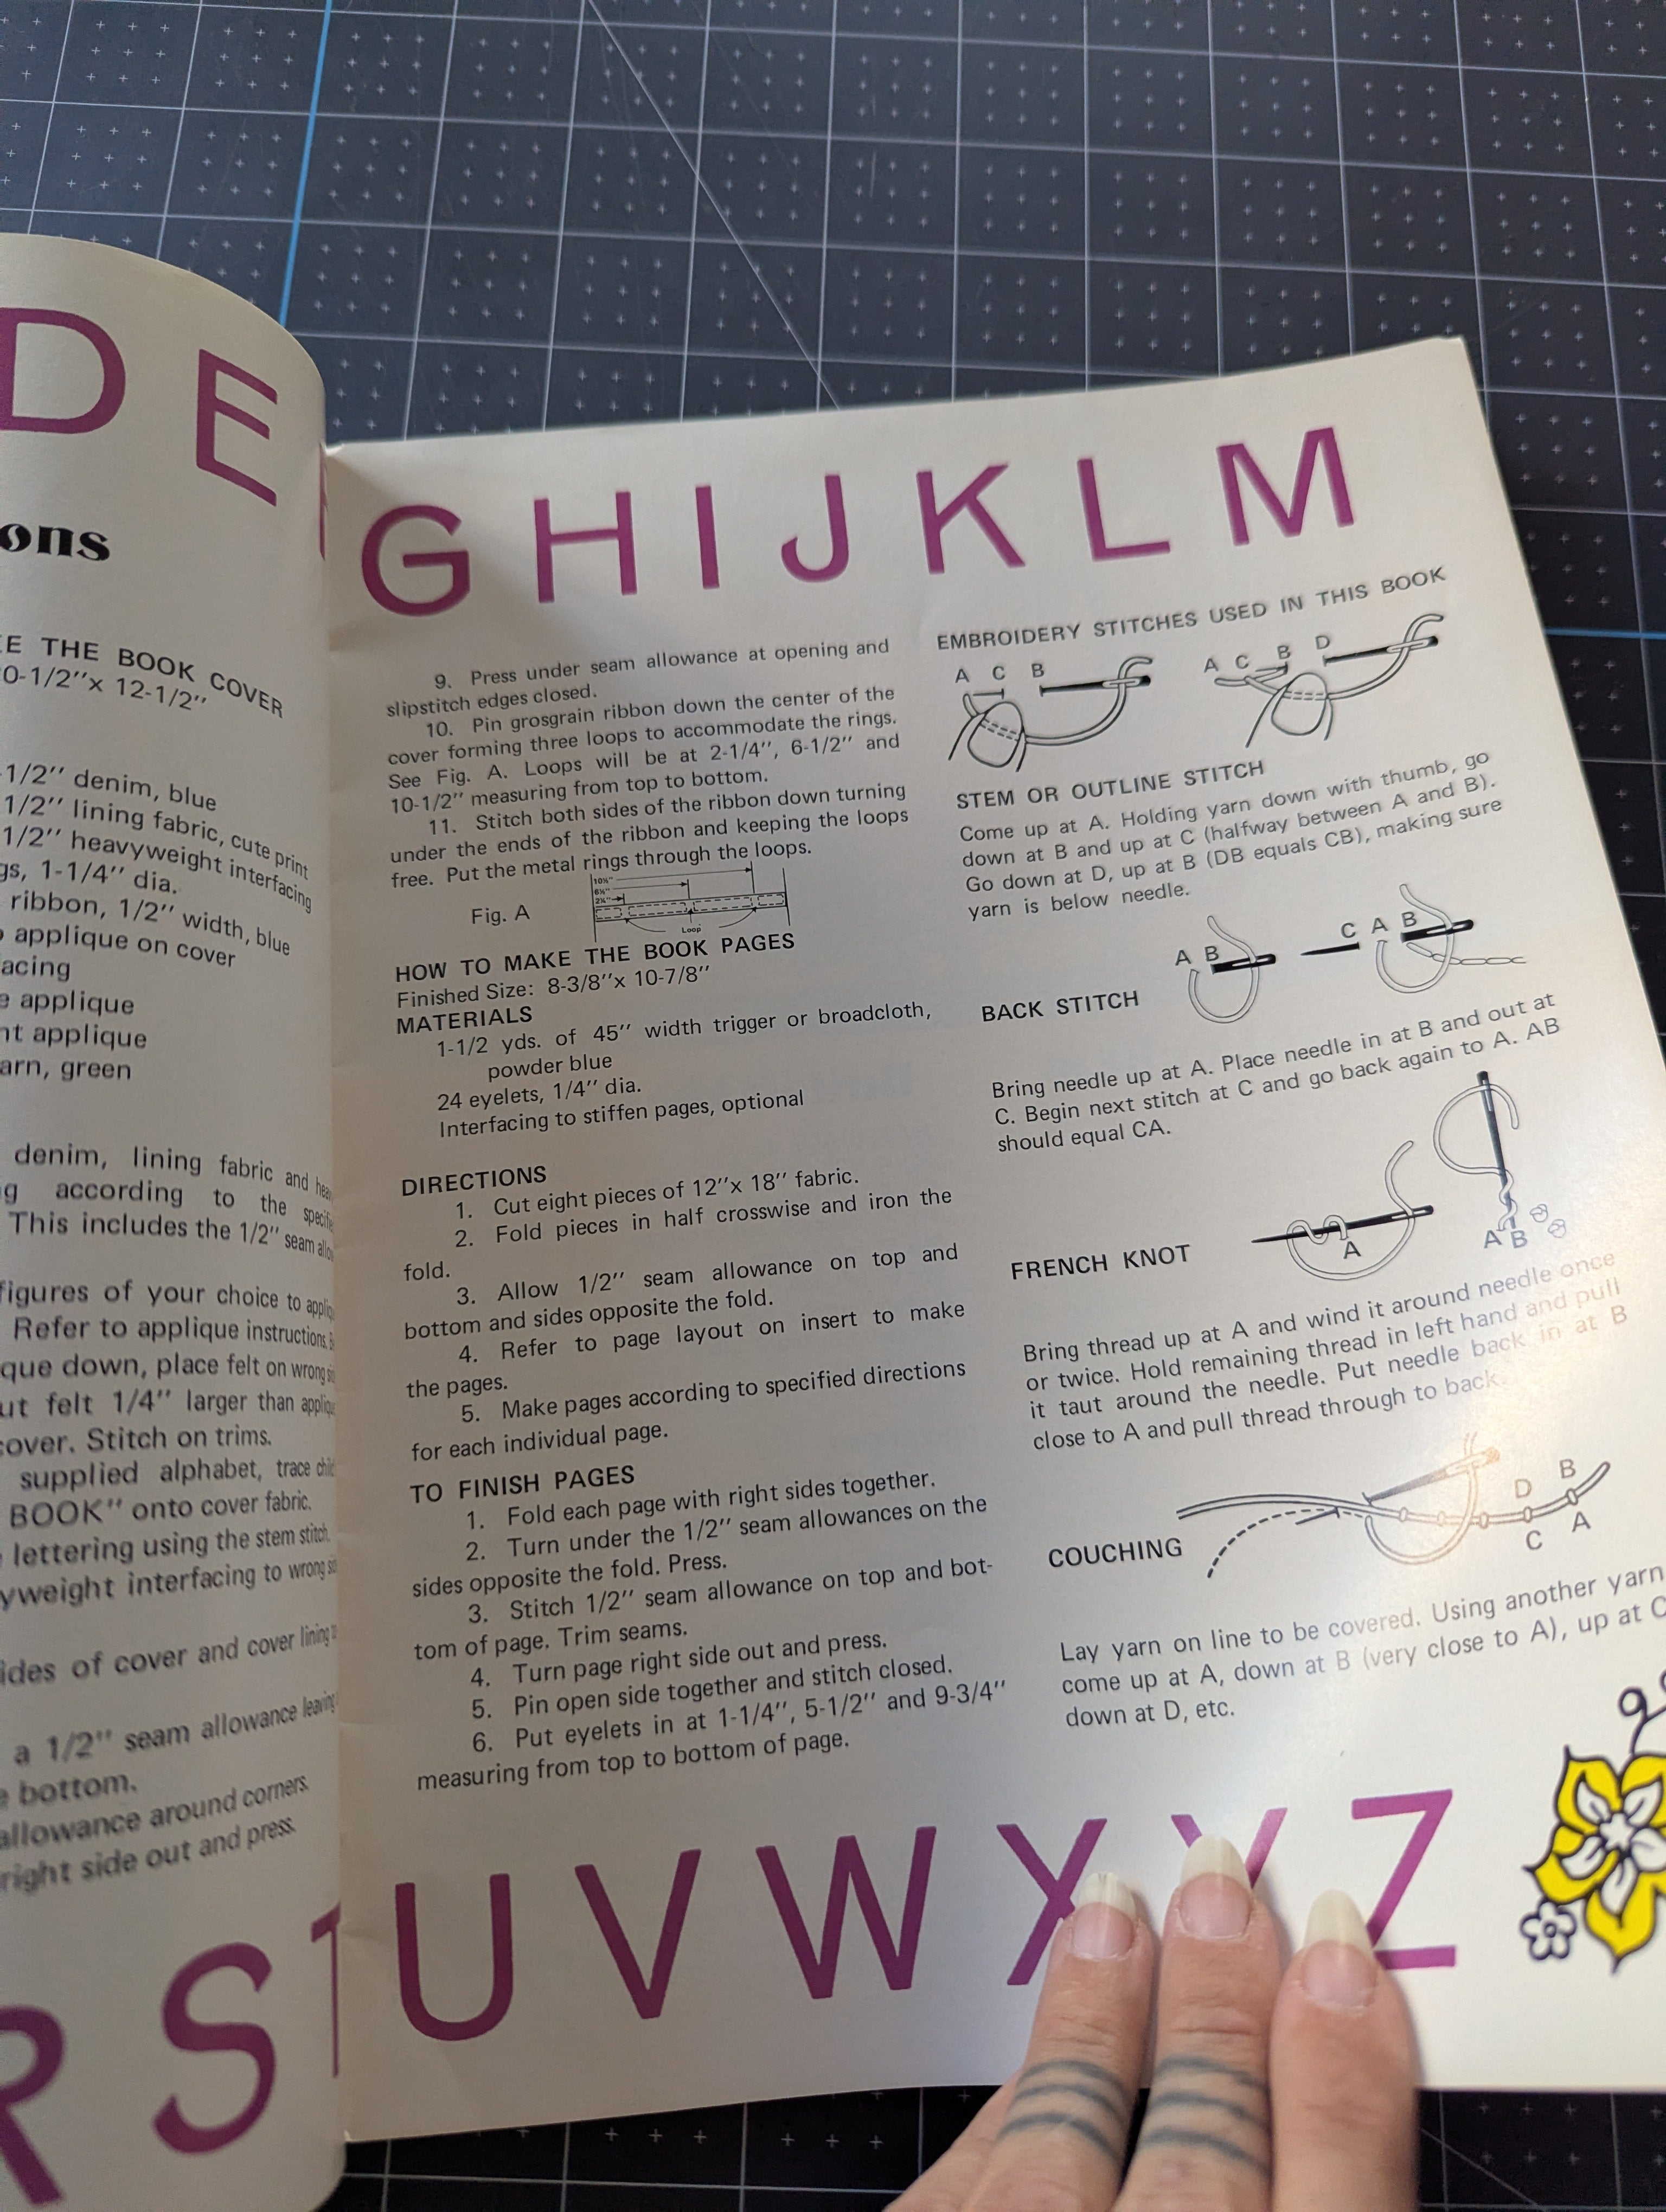 D E
ons
THE BOOK COVER
0-1/2"x 12-1/2"
1/2" denim, blue
1/2" lining fabric, cute print
1/2" heavyweight interfacing
1-1/4" dia.
ribbon, 1/2" width, blue
applique on cover
acing
applique
applique
arn, green
denim, lining fabric and
according to the
This includes the 1/2" seam
figures of your choice to
Refer to applique instructions.
que down, place felt on wrong
ut felt 1/4" larger than
cover. Stitch on trims.
supplied alphabet, trace
BOOK" onto cover fabric.
lettering using the stem stitch.
yweight interfacing to wrong
ides of cover and cover lining
a 1/2" seam allowance leaving
bottom.
allowance around corners.
right side out and press.
R S T
G H I J K L M
9. Press under seam allowance at opening and
slipstitch edges closed.
10. Pin grosgrain ribbon down the center of the
cover forming three loops to accommodate the rings.
See Fig. A. Loops will be at 2-1/4", 6-1/2" and
10-1/2" measuring from top to bottom.
11. Stitch both sides of the ribbon down turning
under the ends of the ribbon and keeping the loops
free. Put the metal rings through the loops.
Fig. A
10½"
6½"
2¼"
Loop
HOW TO MAKE THE BOOK PAGES
Finished Size: 8-3/8"x 10-7/8"
MATERIALS
1-1/2 yds. of 45" width trigger or broadcloth,
powder blue
24 eyelets, 1/4" dia.
Interfacing to stiffen pages, optional
DIRECTIONS
1. Cut eight pieces of 12"x 18" fabric.
2. Fold pieces in half crosswise and iron the
fold.
3. Allow 1/2" seam allowance on top and
bottom and sides opposite the fold.
4. Refer to page layout on insert to make
the pages.
5. Make pages according to specified directions
for each individual page.
TO FINISH PAGES
1. Fold each page with right sides together.
2. Turn under the 1/2" seam allowances on the
sides opposite the fold. Press.
3. Stitch 1/2" seam allowance on top and bot-
tom of page. Trim seams.
4. Turn page right side out and press.
5. Pin open side together and stitch closed.
6. Put eyelets in at 1-1/4", 5-1/2" and 9-3/4"
measuring from top to bottom of page.
EMBROIDERY STITCHES USED IN THIS BOOK
A C B
A C B D
STEM OR OUTLINE STITCH
Come up at A. Holding yarn down with thumb, go
down at B and up at C (halfway between A and B).
Go down at D, up at B (DB equals CB), making sure
yarn is below needle.
A B
C A B
BACK STITCH
Bring needle up at A. Place needle in at B and out at
C. Begin next stitch at C and go back again to A. AB
should equal CA.
FRENCH KNOT
A
A B
Bring thread up at A and wind it around needle once
or twice. Hold remaining thread in left hand and pull
it taut around the needle. Put needle back in at B
close to A and pull thread through to back.
COUCHING
D B
C A
Lay yarn on line to be covered. Using another yarn
come up at A, down at B (very close to A), up at C
down at D, etc.
U V W X Y Z